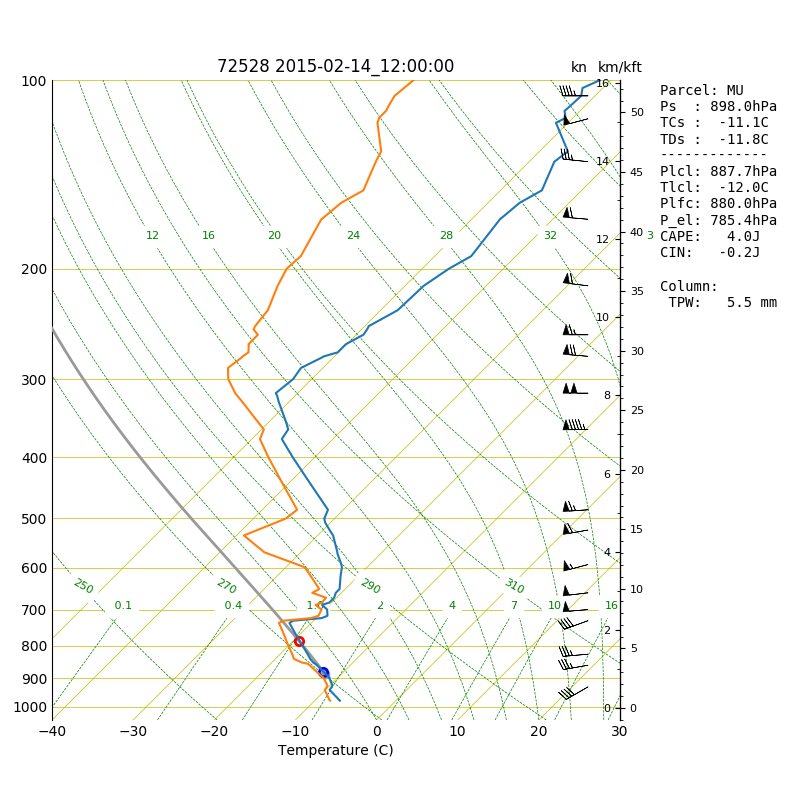 72528 2015-02-14_12:00:00
kn km/kft
100
200
300
400
500
600
700
800
900
1000
−40 −30 −20 −10 0 10 20 30
Temperature (C)
12 16 20 24 28 32 3
250 270 290 310
0.1 0.4 1 2 4 7 10 16
16
14
12
10
8
6
4
2
0
50
45
40
35
30
25
20
15
10
5
0
Parcel: MU
Ps : 898.0hPa
TCs : -11.1C
TDs : -11.8C
-------------
Plcl: 887.7hPa
Tlcl: -12.0C
Plfc: 880.0hPa
P_el: 785.4hPa
CAPE: 4.0J
CIN: -0.2J
Column:
TPW: 5.5 mm